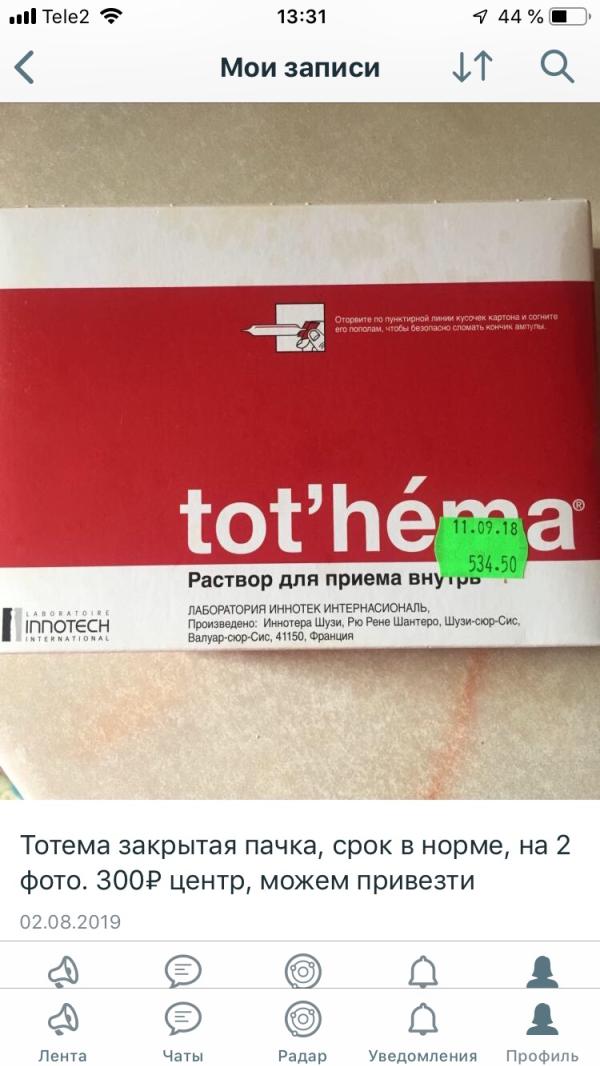 Tele2 13:31 44 %
Мои записи
Оторвите по пунктирной линии кусочек картона и согните
его пополам, чтобы безопасно сломать кончик ампулы.
tot'héma®
11.09.18
534.50
Раствор для приема внутрь
LABORATOIRE
INNOTECH
INTERNATIONAL
ЛАБОРАТОРИЯ ИННОТЕК ИНТЕРНАСИОНАЛЬ,
Произведено: Иннотера Шузи, Рю Рене Шантеро, Шузи-сюр-Сис,
Валуар-сюр-Сис, 41150, Франция
Тотема закрытая пачка, срок в норме, на 2
фото. 300₽ центр, можем привезти
02.08.2019
Лента Чаты Радар Уведомления Профиль